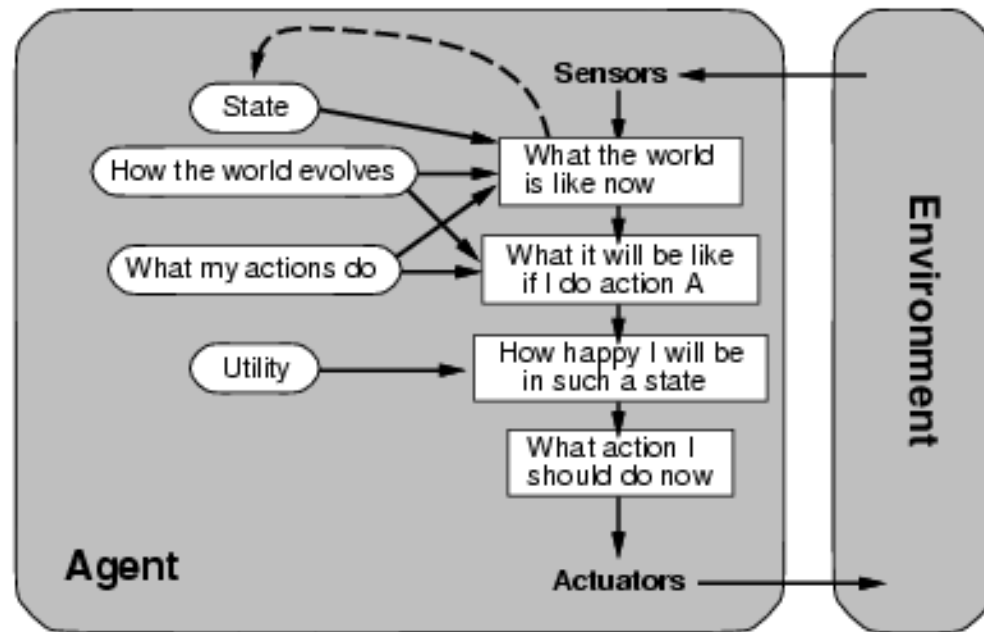 Sensors
State
What the world
is like now
How the world evolves
What it will be like
if I do action A
What my actions do
How happy I will be
in such a state
Utility
What action I
should do now
Agent
Actuators
Environment